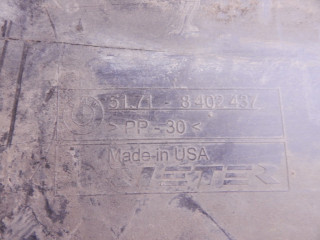 51.71 - 8 402 437
> PP - 30 <
Made in USA